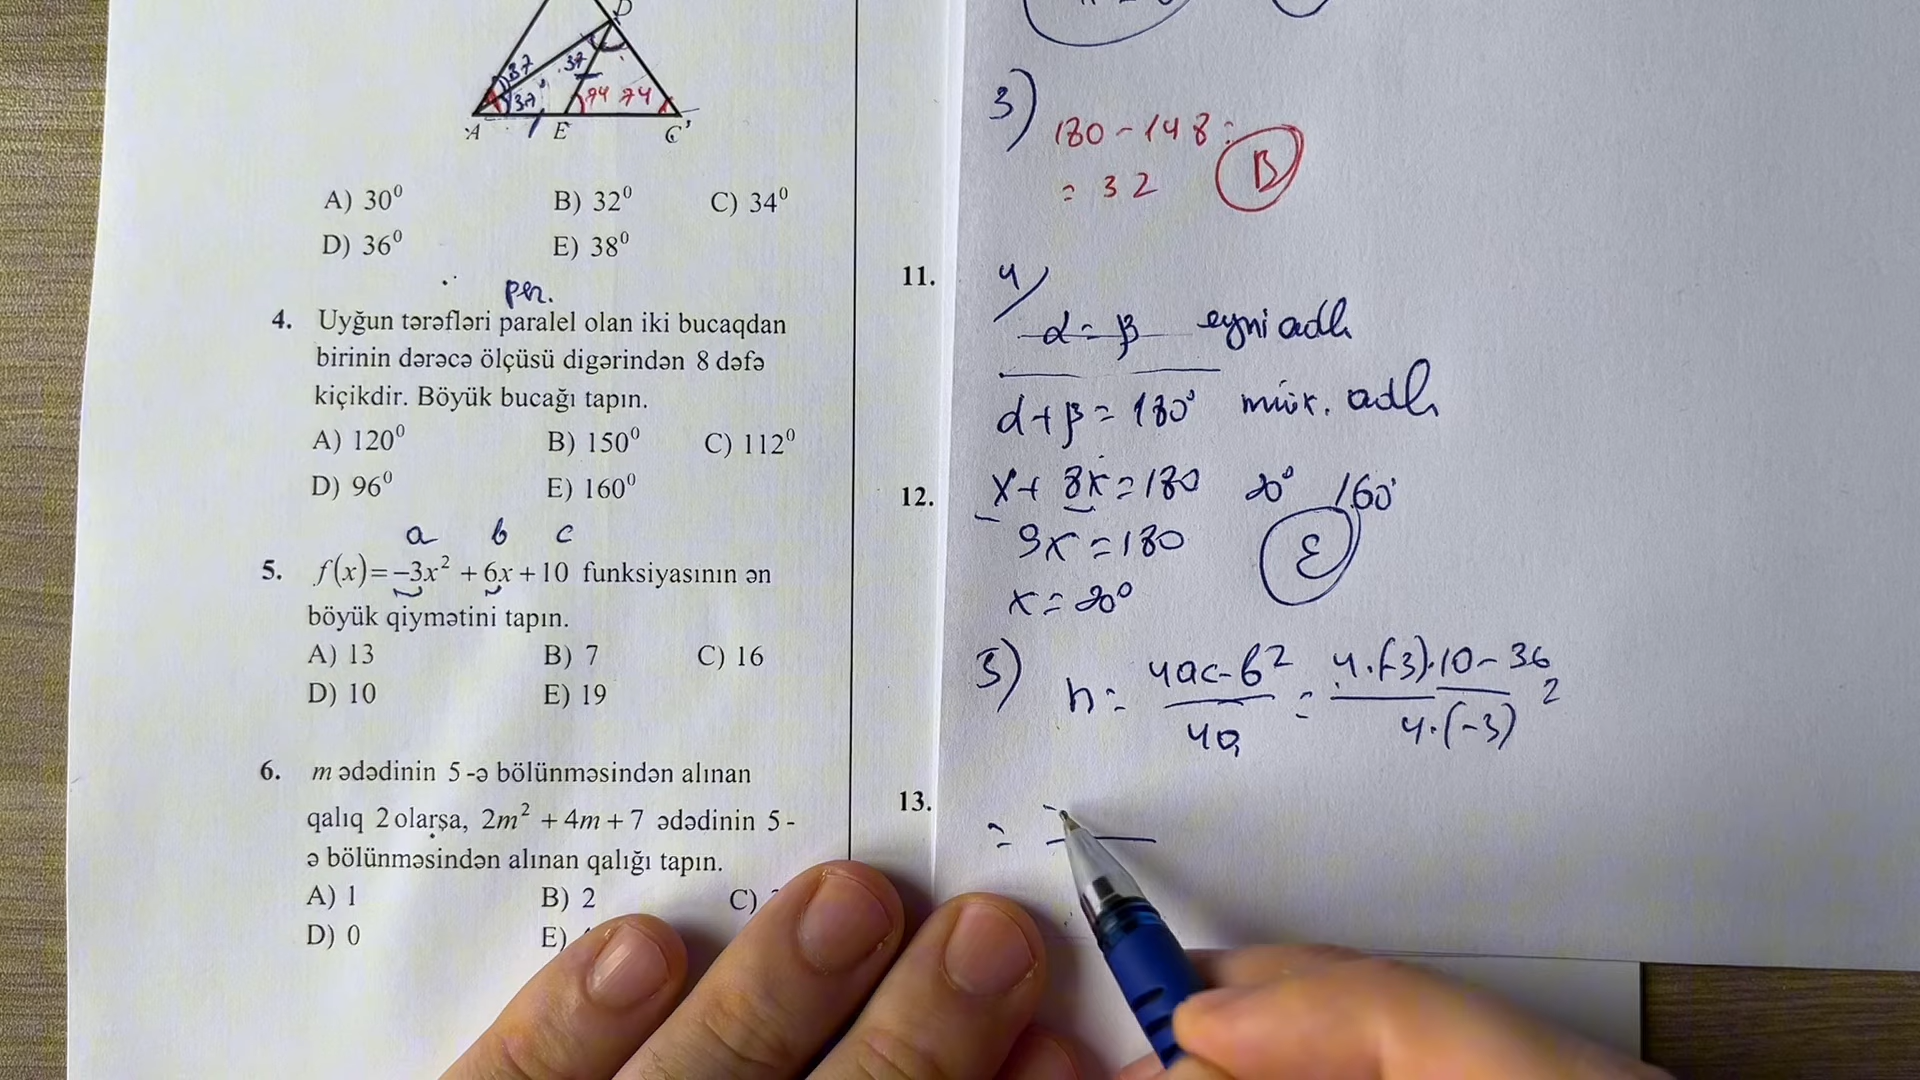 D
37
37
37°
74 74
A E C
A) 30⁰ B) 32⁰ C) 34⁰
D) 36⁰ E) 38⁰
per.
4. Uyğun tərəfləri paralel olan iki bucaqdan
birinin dərəcə ölçüsü digərindən 8 dəfə
kiçikdir. Böyük bucağı tapın.
A) 120⁰ B) 150⁰ C) 112⁰
D) 96⁰ E) 160⁰
a b c
5. f(x)=−3x² +6x+10 funksiyasının ən
böyük qiymətini tapın.
A) 13 B) 7 C) 16
D) 10 E) 19
6. m ədədinin 5-ə bölünməsindən alınan
qalıq 2 olarsa, 2m² +4m+7 ədədinin 5-
ə bölünməsindən alınan qalığı tapın.
A) 1 B) 2 C)
D) 0 E)
11.
12.
13.
3) 180-148=
= 32 B
4/
α=β eyni adlı
α+β=180° müx. adlı
x+8x=180 20° 160°
9x=180 E
x=20°
5) n= 4ac-b²/4a = 4·(-3)·10-36/4·(-3) =
=